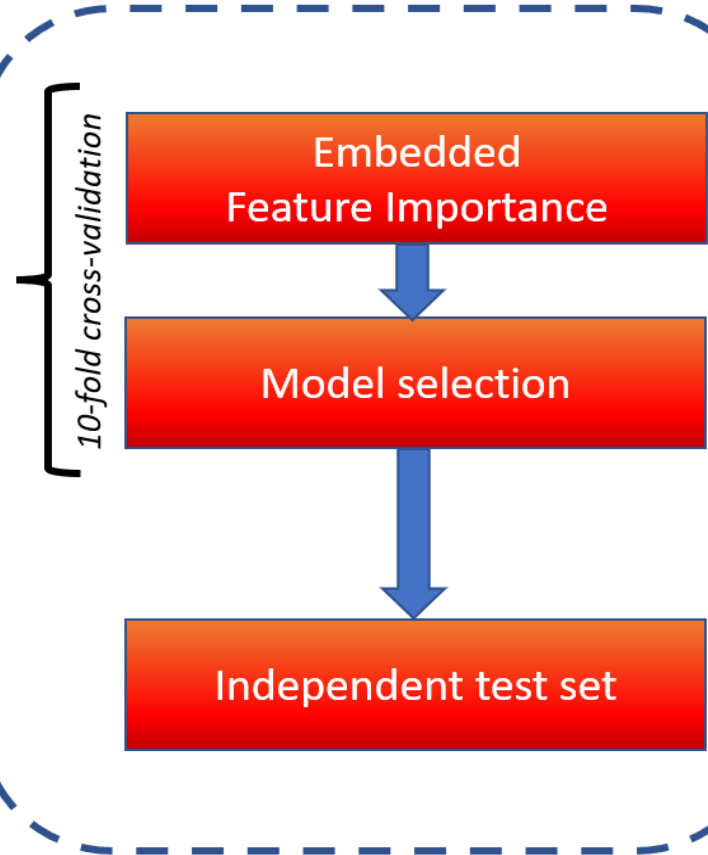 10-fold cross-validation
Embedded
Feature Importance
Model selection
Independent test set